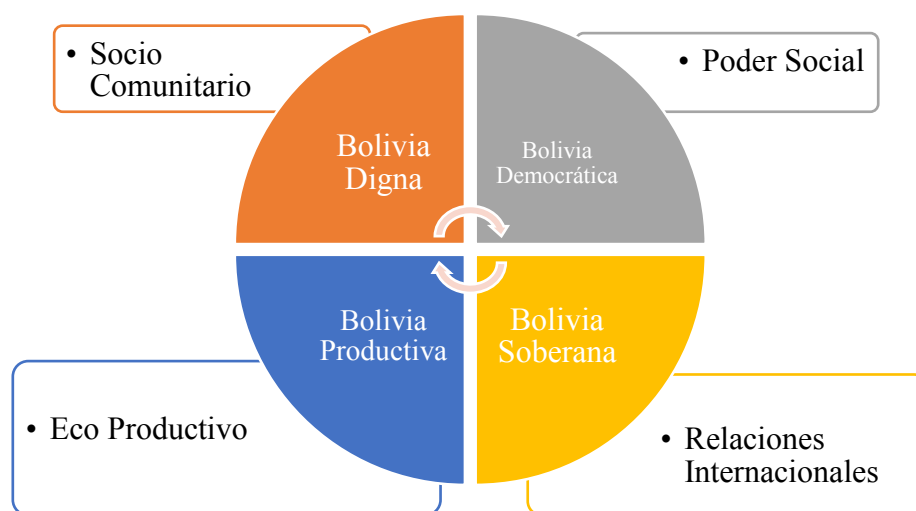 • Socio
Comunitario
• Poder Social
Bolivia
Digna
Bolivia
Democrática
Bolivia
Productiva
Bolivia
Soberana
• Eco Productivo
• Relaciones
Internacionales